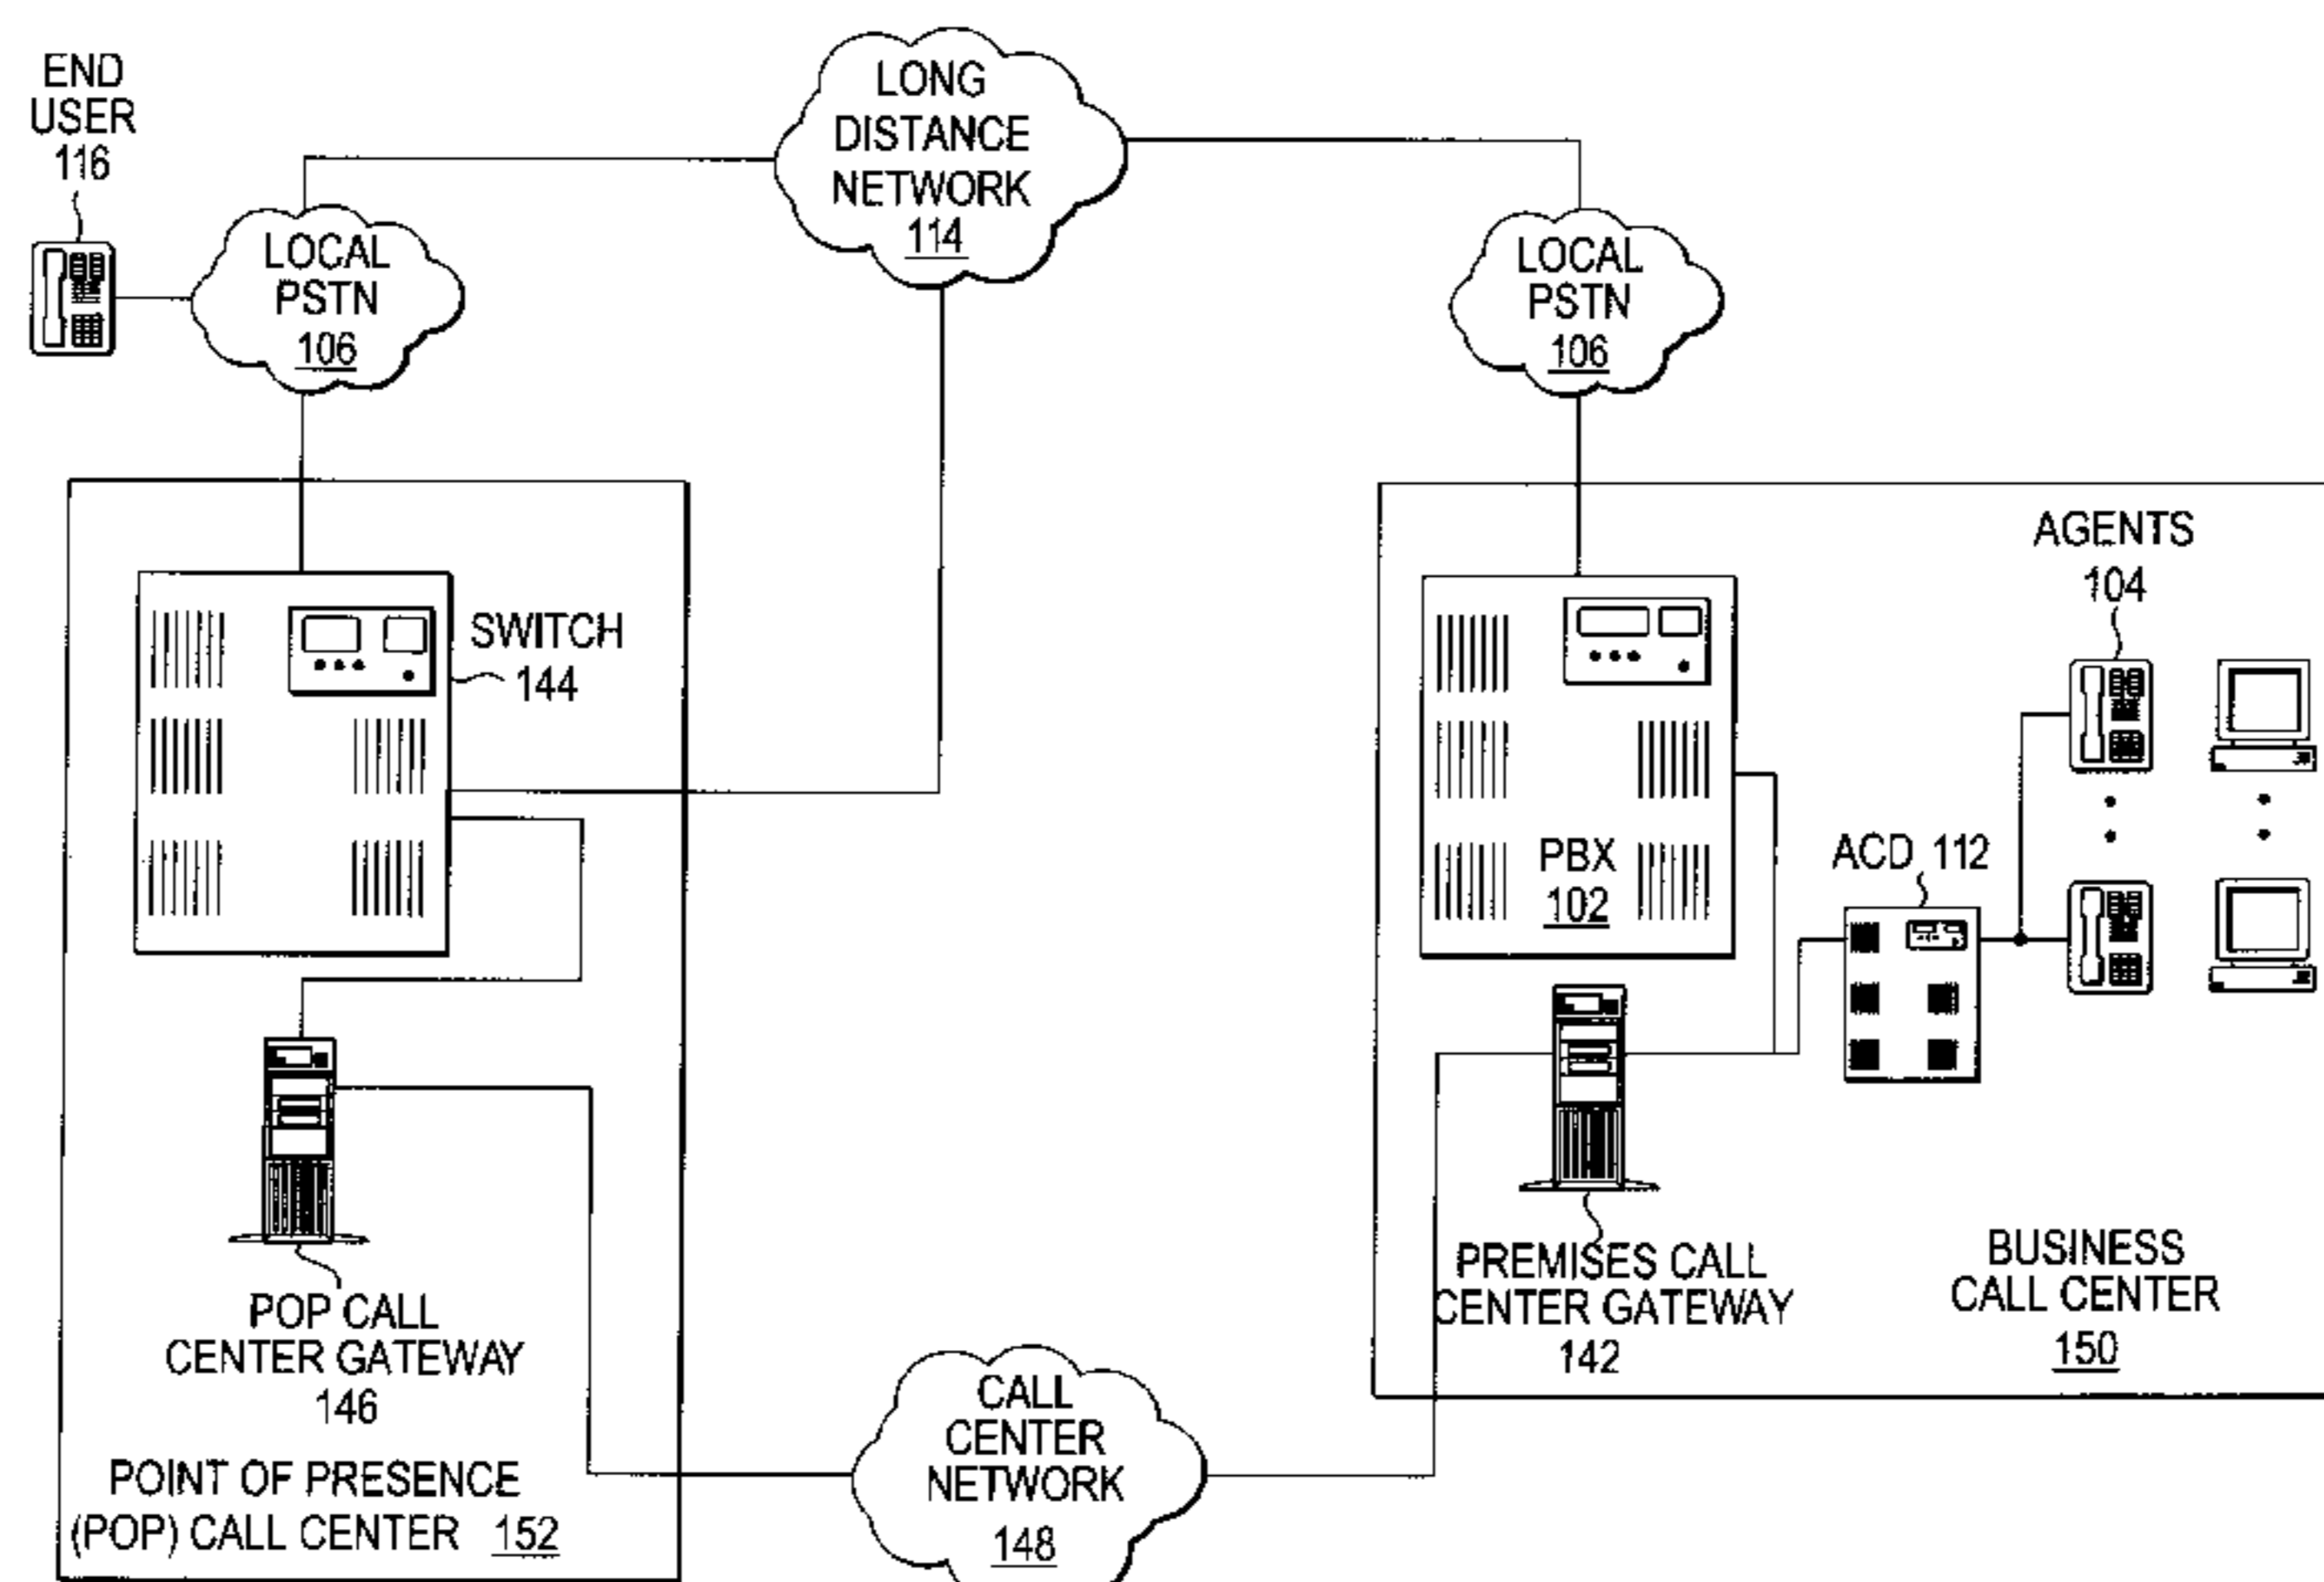 END
USER
116
LONG
DISTANCE
NETWORK
114
LOCAL
PSTN
106
LOCAL
PSTN
106
SWITCH
144
AGENTS
104
PBX
102
ACD 112
POP CALL
CENTER GATEWAY
146
PREMISES CALL
CENTER GATEWAY
142
BUSINESS
CALL CENTER
150
CALL
CENTER
NETWORK
148
POINT OF PRESENCE
(POP) CALL CENTER 152